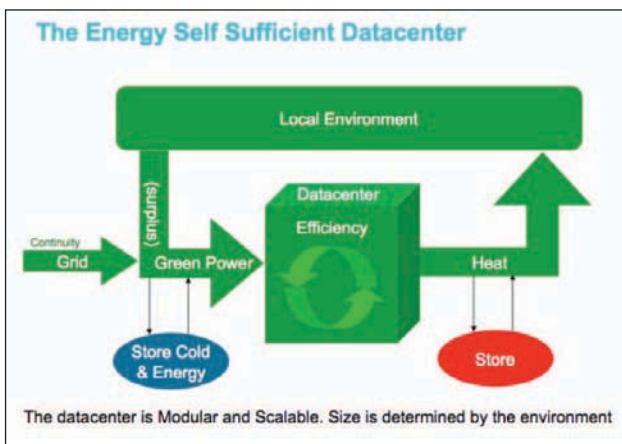 The Energy Self Sufficient Datacenter
Local Environment
(surplus)
Datacenter
Efficiency
Continuity
Grid
Green Power
Heat
Store Cold
& Energy
Store
The datacenter is Modular and Scalable. Size is determined by the environment